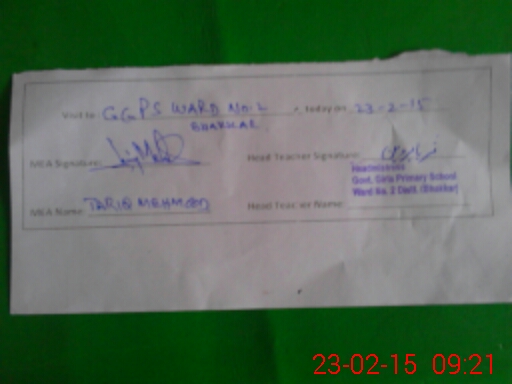 Visit to GGPS WARD No. 2, today on 23-2-15
BHAKKAR
MEA Signature: Head Teacher Signature:
Headmistress
Govt. Girls Primary School
Ward No. 2 Distt. (Bhakkar)
MEA Name: TARIQ MEHMOOD Head Teacher Name:
23-02-15 09:21